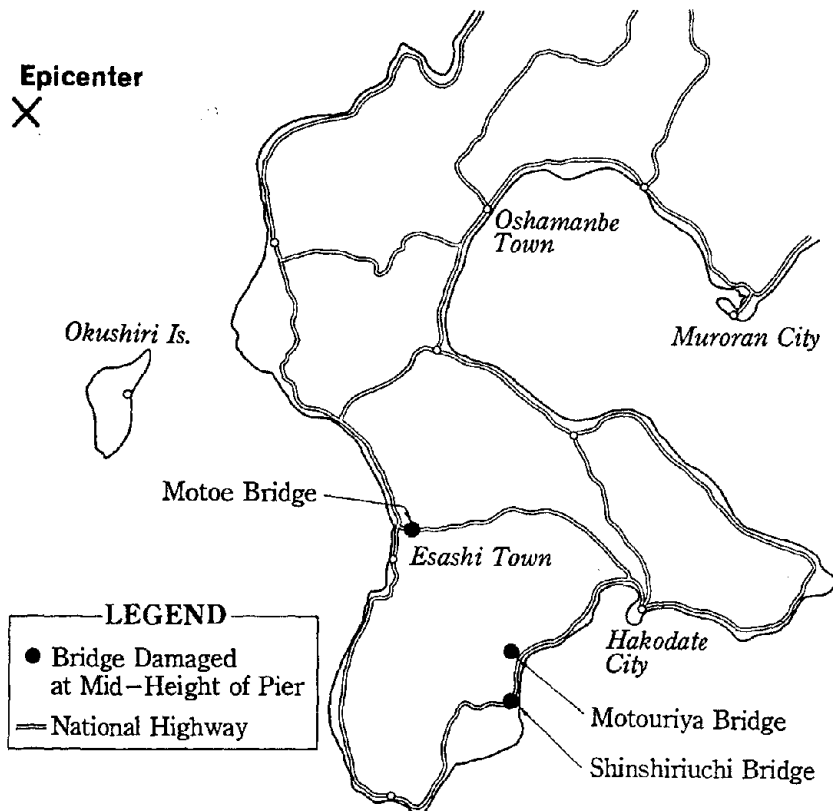 Epicenter
Oshamanbe
Town
Okushiri Is.
Muroran City
Motoe Bridge
Esashi Town
LEGEND
Bridge Damaged
at Mid-Height of Pier
National Highway
Hakodate
City
Motouriya Bridge
Shinshiriuchi Bridge